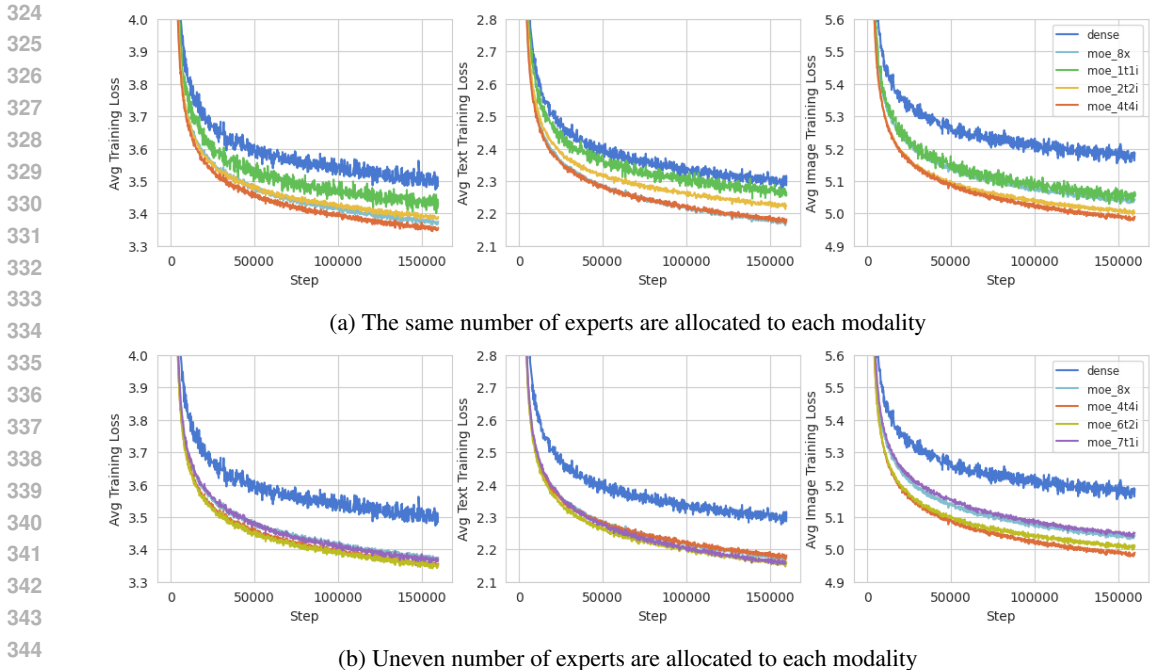 324
325
326
327
328
329
330
331
332
333
334
335
336
337
338
339
340
341
342
343
344
4.0
3.9
3.8
3.7
3.6
3.5
3.4
3.3
Avg Training Loss
0 50000 100000 150000
Step
2.8
2.7
2.6
2.5
2.4
2.3
2.2
2.1
Avg Text Training Loss
0 50000 100000 150000
Step
5.6
5.5
5.4
5.3
5.2
5.1
5.0
4.9
Avg Image Training Loss
0 50000 100000 150000
Step
dense
moe_8x
moe_1t1i
moe_2t2i
moe_4t4i
(a) The same number of experts are allocated to each modality
4.0
3.9
3.8
3.7
3.6
3.5
3.4
3.3
Avg Training Loss
0 50000 100000 150000
Step
2.8
2.7
2.6
2.5
2.4
2.3
2.2
2.1
Avg Text Training Loss
0 50000 100000 150000
Step
5.6
5.5
5.4
5.3
5.2
5.1
5.0
4.9
Avg Image Training Loss
0 50000 100000 150000
Step
dense
moe_8x
moe_4t4i
moe_6t2i
moe_7t1i
(b) Uneven number of experts are allocated to each modality